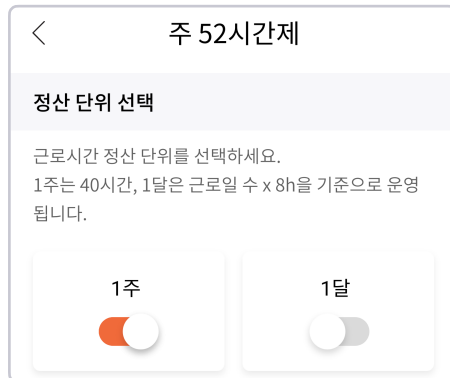 주 52시간제
정산 단위 선택
근로시간 정산 단위를 선택하세요.
1주는 40시간, 1달은 근로일 수 x 8h을 기준으로 운영
됩니다.
1주
1달